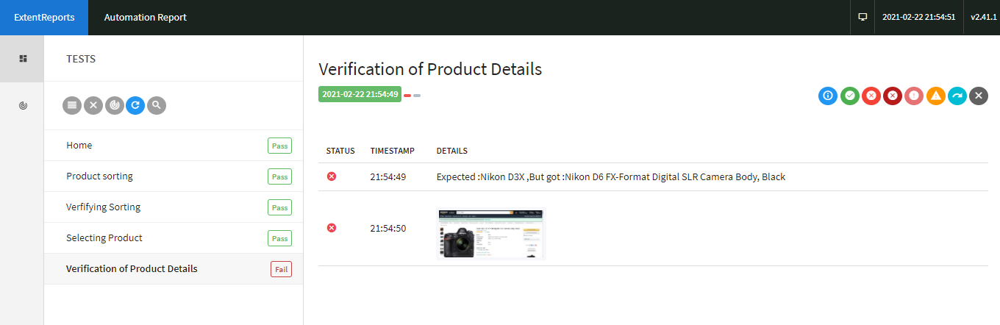 ExtentReports Automation Report 2021-02-22 21:54:51 v2.41.1
TESTS
Home Pass
Product sorting Pass
Verfifying Sorting Pass
Selecting Product Pass
Verification of Product Details Fail
Verification of Product Details
2021-02-22 21:54:49
STATUS TIMESTAMP DETAILS
21:54:49 Expected :Nikon D3X ,But got :Nikon D6 FX-Format Digital SLR Camera Body, Black
21:54:50